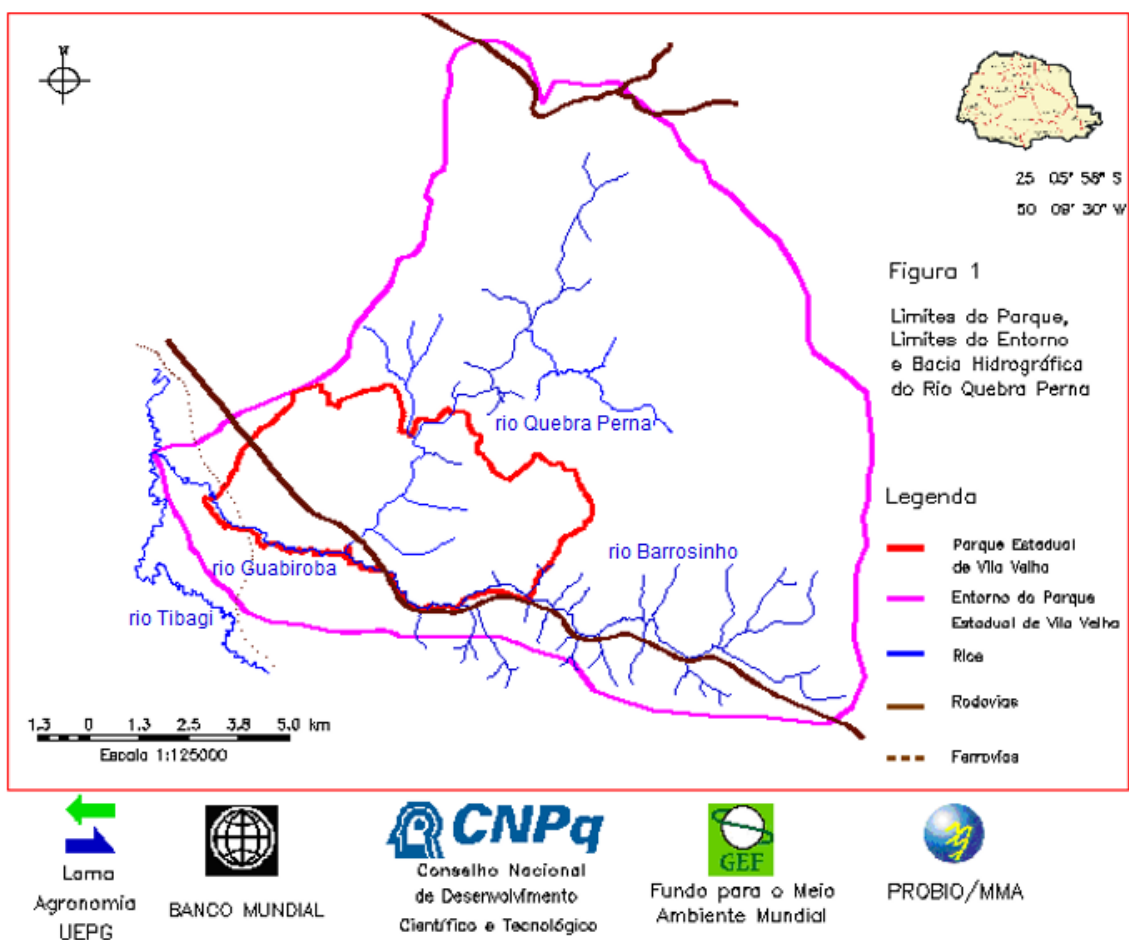 N
25 05' 58" S
50 09' 30" W
Figura 1
Limites do Parque,
Limites do Entorno
e Bacia Hidrográfica
do Rio Quebra Perna
rio Quebra Perna
rio Barrosinho
rio Guabiroba
rio Tibagi
Legenda
Parque Estadual
de Vila Velha
Entorno do Parque
Estadual de Vila Velha
Rios
Rodovias
Ferrovias
1.3 0 1.3 2.5 3.8 5.0 km
Escala 1:125000
Lama
Agronomia
UEPG
BANCO MUNDIAL
CNPq
Conselho Nacional
de Desenvolvimento
Científico e Tecnológico
GEF
Fundo para o Meio
Ambiente Mundial
PROBIO/MMA